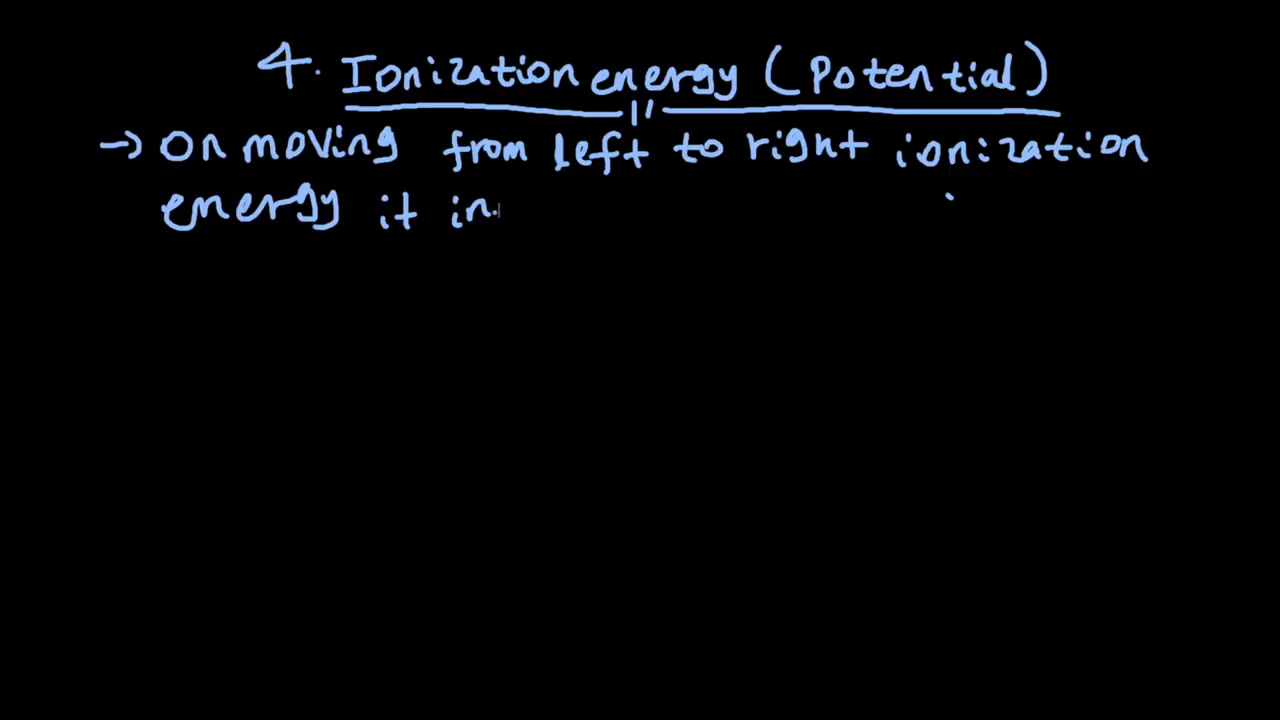 4. Ionization energy (Potential)
→ on moving from left to right ionization
energy it in